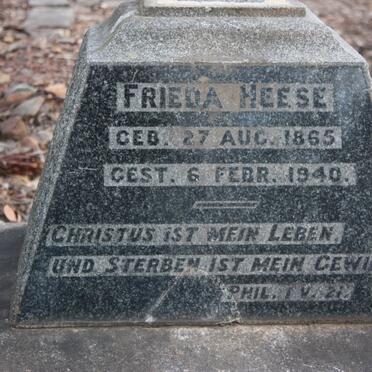 FRIEDA HEESE
GEB. 27 AUG. 1865
GEST. 6 FEBR. 1940.
CHRISTUS IST MEIN LEBEN,
UND STERBEN IST MEIN GEWI
PHIL. 1 V. 21.